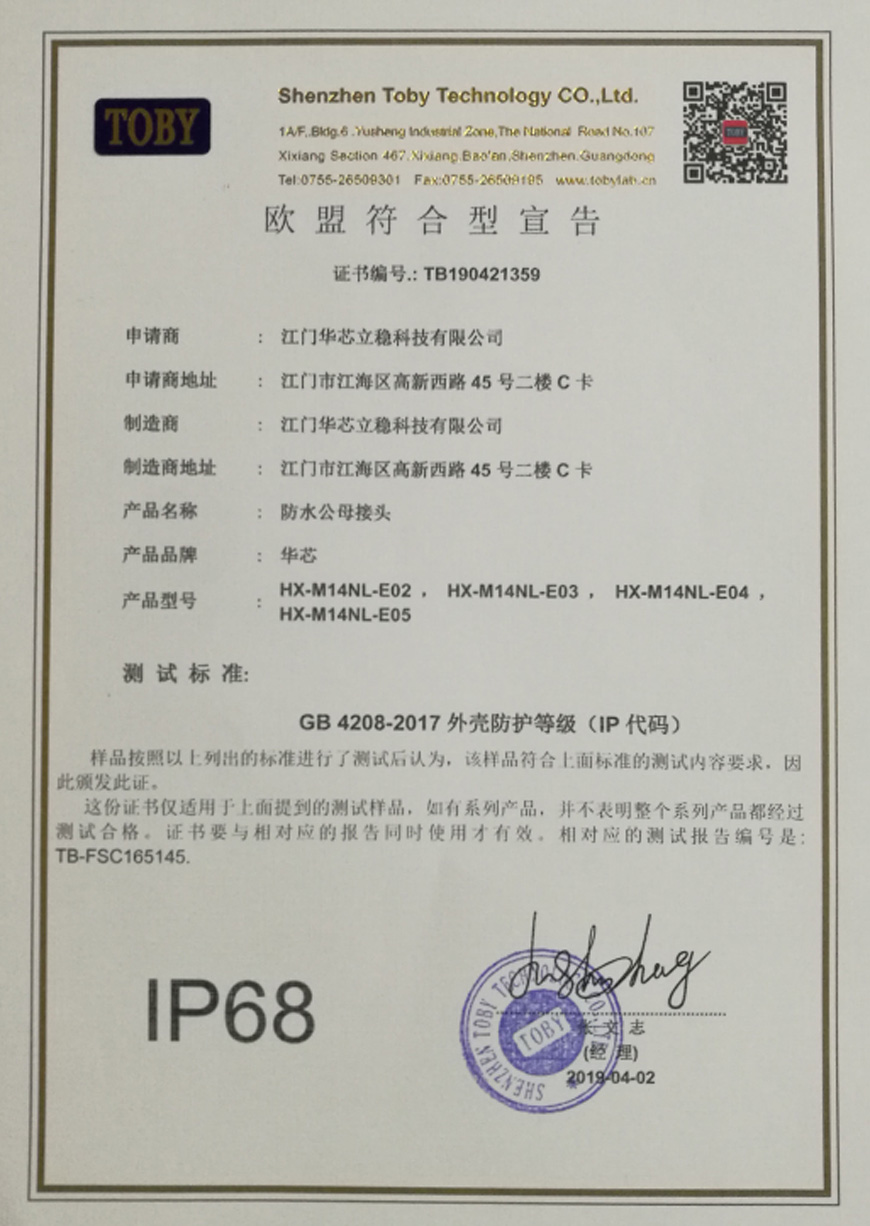 TOBY
Shenzhen Toby Technology CO.,Ltd.
1A/F.,Bldg.6 .Yusheng Industrial Zone,The National Road No.107
Xixiang Section 467.Xixiang.Bao'an.Shenzhen.Guangdong
Tel:0755-26509301 Fax:0755-26509195 www.tobylab.cn
欧盟符合型宣告
证书编号.: TB190421359
申请商 : 江门华芯立稳科技有限公司
申请商地址 : 江门市江海区高新西路 45 号二楼 C 卡
制造商 : 江门华芯立稳科技有限公司
制造商地址 : 江门市江海区高新西路 45 号二楼 C 卡
产品名称 : 防水公母接头
产品品牌 : 华芯
产品型号 : HX-M14NL-E02 , HX-M14NL-E03 , HX-M14NL-E04 ,
HX-M14NL-E05
测试标准:
GB 4208-2017 外壳防护等级（IP 代码）
样品按照以上列出的标准进行了测试后认为，该样品符合上面标准的测试内容要求，因
此颁发此证。
这份证书仅适用于上面提到的测试样品，如有系列产品，并不表明整个系列产品都经过
测试合格。证书要与相对应的报告同时使用才有效。相对应的测试报告编号是:
TB-FSC165145.
IP68
SHENZHEN TOBY TECHNOLOGY CO.
TOBY
张文志
(经 理)
2019-04-02